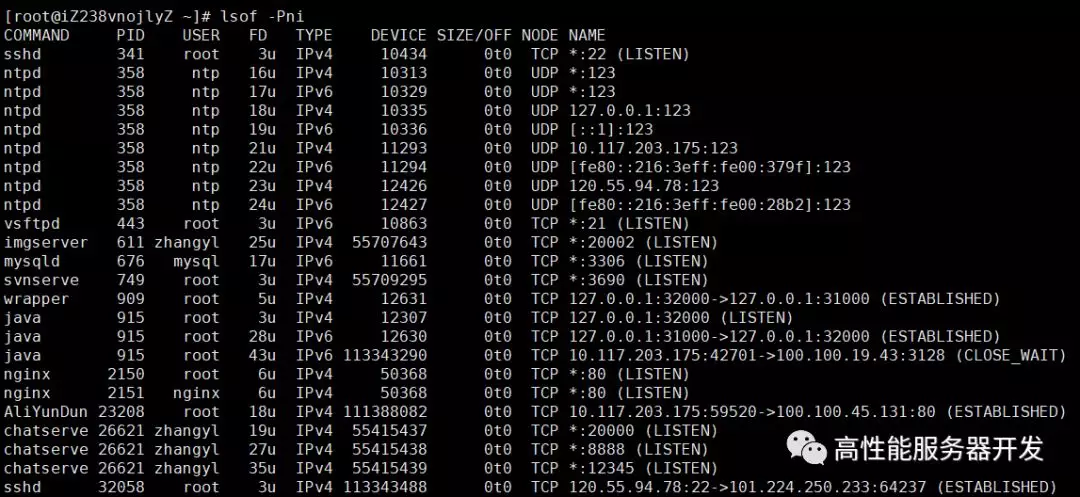 [root@iZ238vnojlyZ ~]# lsof -Pni
COMMAND PID USER FD TYPE DEVICE SIZE/OFF NODE NAME
sshd 341 root 3u IPv4 10434 0t0 TCP *:22 (LISTEN)
ntpd 358 ntp 16u IPv4 10313 0t0 UDP *:123
ntpd 358 ntp 17u IPv6 10329 0t0 UDP *:123
ntpd 358 ntp 18u IPv4 10335 0t0 UDP 127.0.0.1:123
ntpd 358 ntp 19u IPv6 10336 0t0 UDP [::1]:123
ntpd 358 ntp 21u IPv4 11293 0t0 UDP 10.117.203.175:123
ntpd 358 ntp 22u IPv6 11294 0t0 UDP [fe80::216:3eff:fe00:379f]:123
ntpd 358 ntp 23u IPv4 12426 0t0 UDP 120.55.94.78:123
ntpd 358 ntp 24u IPv6 12427 0t0 UDP [fe80::216:3eff:fe00:28b2]:123
vsftpd 443 root 3u IPv6 10863 0t0 TCP *:21 (LISTEN)
imgserver 611 zhangyl 25u IPv4 55707643 0t0 TCP *:20002 (LISTEN)
mysqld 676 mysql 17u IPv6 11661 0t0 TCP *:3306 (LISTEN)
svnserve 749 root 3u IPv4 55709295 0t0 TCP *:3690 (LISTEN)
wrapper 909 root 5u IPv4 12631 0t0 TCP 127.0.0.1:32000->127.0.0.1:31000 (ESTABLISHED)
java 915 root 3u IPv4 12307 0t0 TCP 127.0.0.1:32000 (LISTEN)
java 915 root 28u IPv6 12630 0t0 TCP 127.0.0.1:31000->127.0.0.1:32000 (ESTABLISHED)
java 915 root 43u IPv6 113343290 0t0 TCP 10.117.203.175:42701->100.100.19.43:3128 (CLOSE_WAIT)
nginx 2150 root 6u IPv4 50368 0t0 TCP *:80 (LISTEN)
nginx 2151 nginx 6u IPv4 50368 0t0 TCP *:80 (LISTEN)
AliYunDun 23208 root 18u IPv4 111388082 0t0 TCP 10.117.203.175:59520->100.100.45.131:80 (ESTABLISHED)
chatserve 26621 zhangyl 19u IPv4 55415437 0t0 TCP *:20000 (LISTEN)
chatserve 26621 zhangyl 27u IPv4 55415438 0t0 TCP *:8888 (LISTEN)
chatserve 26621 zhangyl 35u IPv4 55415439 0t0 TCP *:12345 (LISTEN)
sshd 32058 root 3u IPv4 113343488 0t0 TCP 120.55.94.78:22->101.224.250.233:64237 (ESTABLISHED)
高性能服务器开发